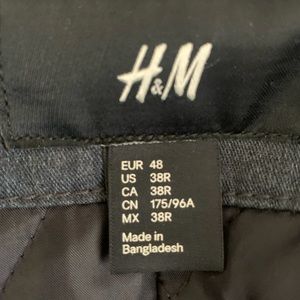 H&M
EUR 48
US 38R
CA 38R
CN 175/96A
MX 38R
Made in
Bangladesh